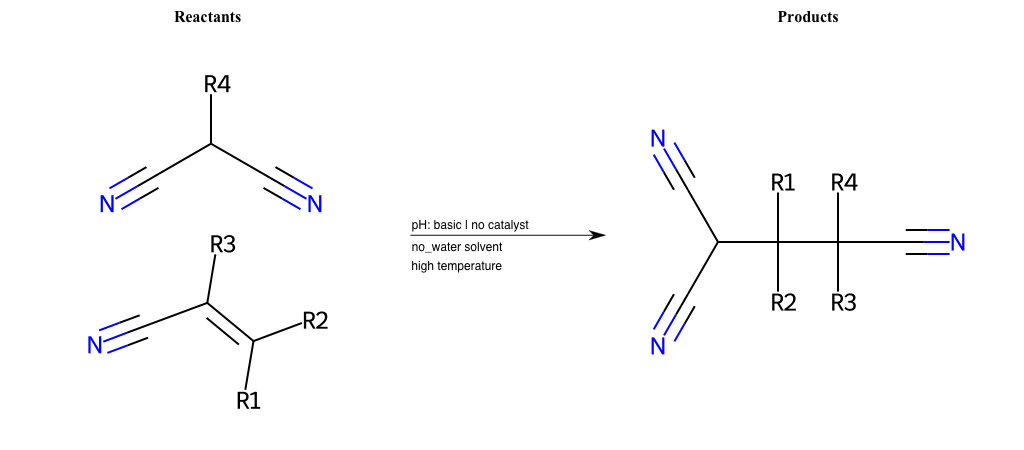 Reactants
Products
R4
N
N
R3
N
R2
R1
pH: basic | no catalyst
no_water solvent
high temperature
N
R1
R4
N
R2
R3
N